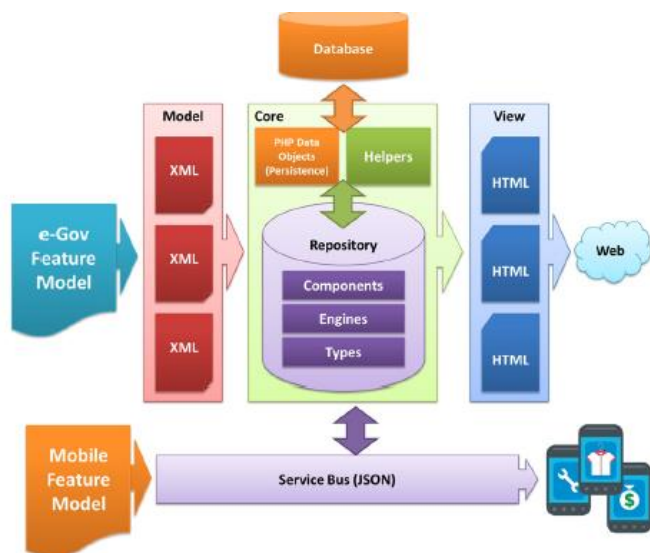 Database
Model
Core
View
PHP Data
Objects
(Persistence)
Helpers
XML
XML
XML
e-Gov
Feature
Model
Repository
Components
Engines
Types
HTML
HTML
HTML
Web
Mobile
Feature
Model
Service Bus (JSON)
$